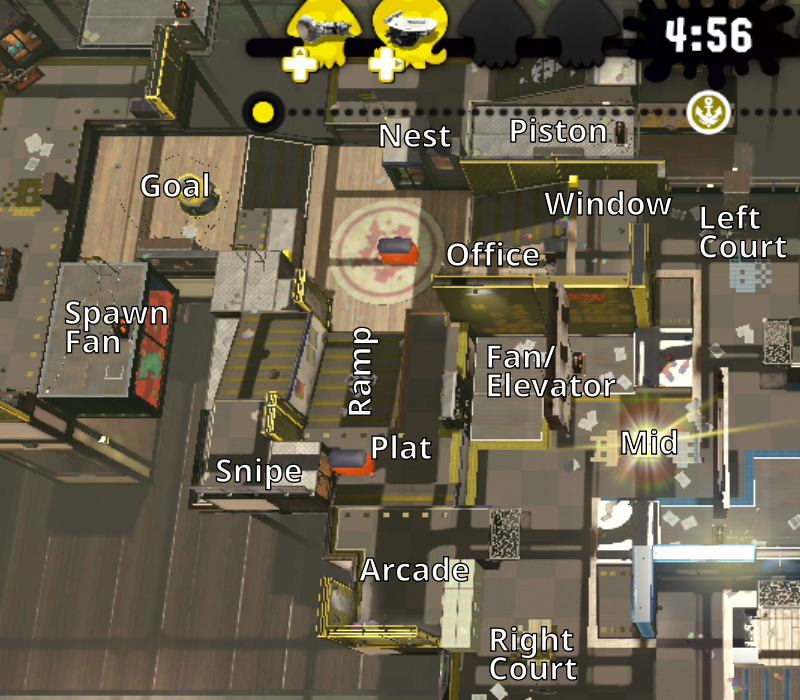 4:56
Nest
Piston
Goal
Window
Left
Court
Office
Spawn
Fan
Ramp
Fan/
Elevator
Plat
Mid
Snipe
Arcade
Right
Court